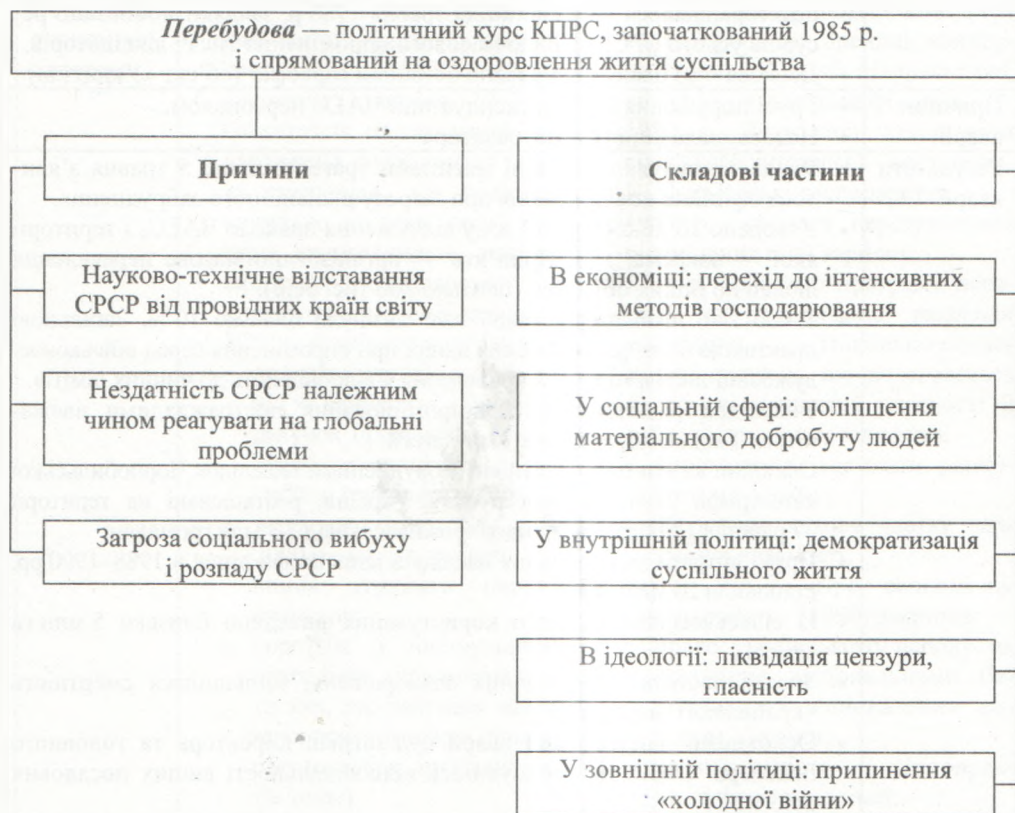 Перебудова — політичний курс КПРС, започаткований 1985 р.
і спрямований на оздоровлення життя суспільства
Причини
Науково-технічне відставання
СРСР від провідних країн світу
Нездатність СРСР належним
чином реагувати на глобальні
проблеми
Загроза соціального вибуху
і розпаду СРСР
Складові частини
В економіці: перехід до інтенсивних
методів господарювання
У соціальній сфері: поліпшення
матеріального добробуту людей
У внутрішній політиці: демократизація
суспільного життя
В ідеології: ліквідація цензури,
гласність
У зовнішній політиці: припинення
«холодної війни»